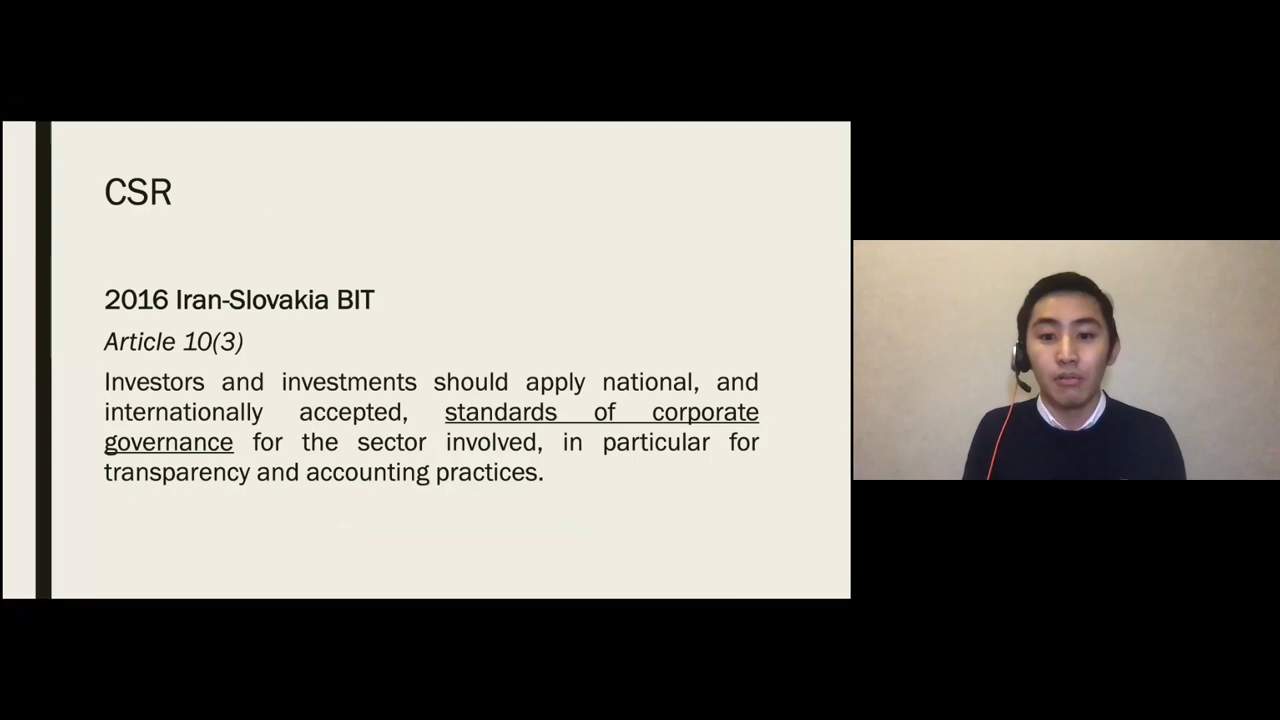 CSR
2016 Iran-Slovakia BIT
Article 10(3)
Investors and investments should apply national, and
internationally accepted, standards of corporate
governance for the sector involved, in particular for
transparency and accounting practices.